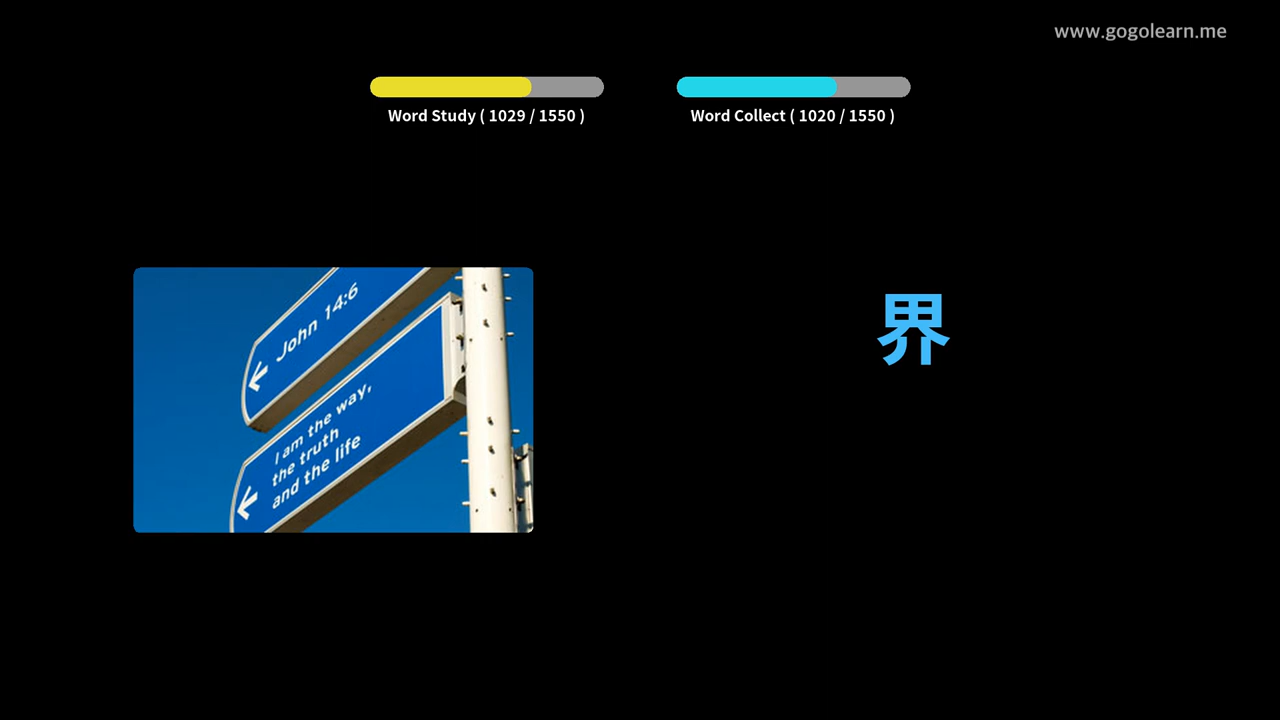 www.gogolearn.me
Word Study ( 1029 / 1550 )
Word Collect ( 1020 / 1550 )
John 14:6
I am the way,
the truth
and the life
界